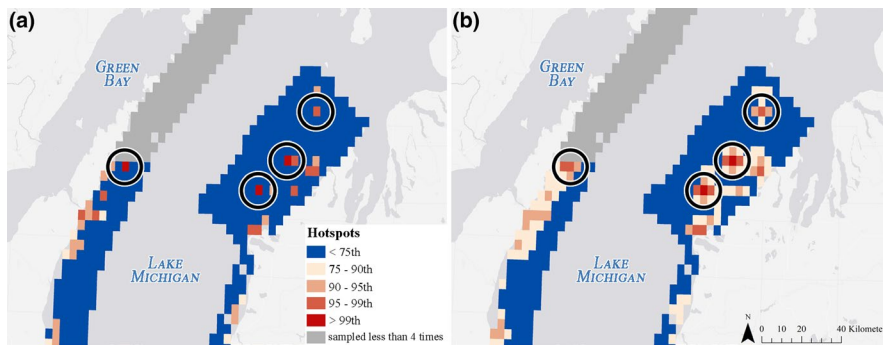 (a)
GREEN
BAY
LAKE
MICHIGAN
Hotspots
< 75th
75 - 90th
90 - 95th
95 - 99th
> 99th
sampled less than 4 times
(b)
GREEN
BAY
LAKE
MICHIGAN
N
0 10 20 40 Kilomete